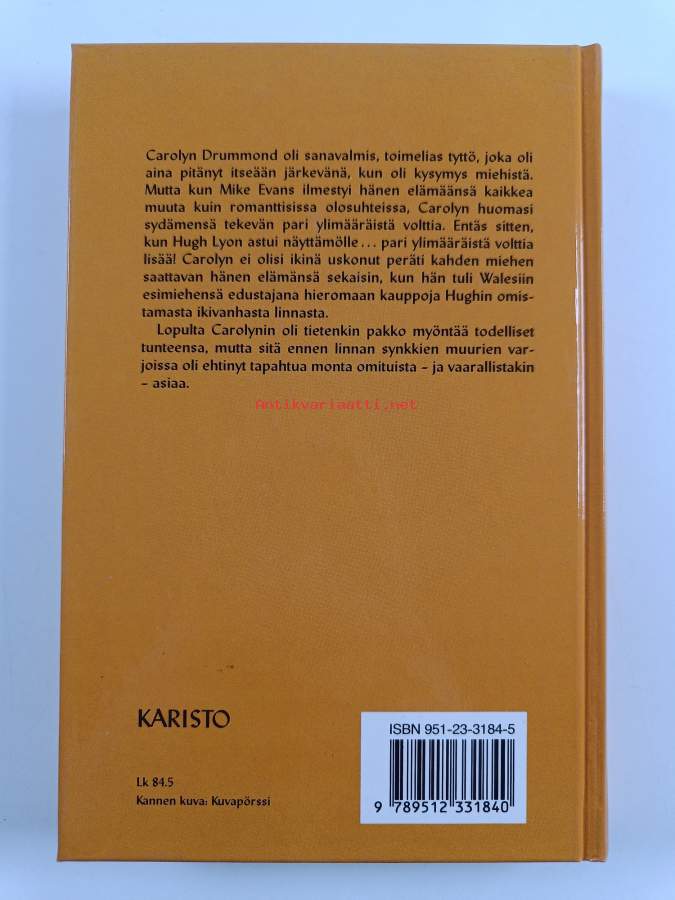 Carolyn Drummond oli sanavalmis, toimelias tyttö, joka oli
aina pitänyt itseään järkevänä, kun oli kysymys miehistä.
Mutta kun Mike Evans ilmestyi hänen elämäänsä kaikkea
muuta kuin romanttisissa olosuhteissa, Carolyn huomasi
sydämensä tekevän pari ylimääräistä volttia. Entäs sitten,
kun Hugh Lyon astui näyttämölle... pari ylimääräistä volttia
lisää! Carolyn ei olisi ikinä uskonut peräti kahden miehen
saattavan hänen elämänsä sekaisin, kun hän tuli Walesiin
esimiehensä edustajana hieromaan kauppoja Hughin omis-
tamasta ikivanhasta linnasta.
Lopulta Carolynin oli tietenkin pakko myöntää todelliset
tunteensa, mutta sitä ennen linnan synkkien muurien var-
joissa oli ehtinyt tapahtua monta omituista – ja vaarallistakin
– asiaa.
Antikvariaatti.net
KARISTO
ISBN 951-23-3184-5
Lk 84.5
Kannen kuva: Kuvapörssi
9 789512 331840